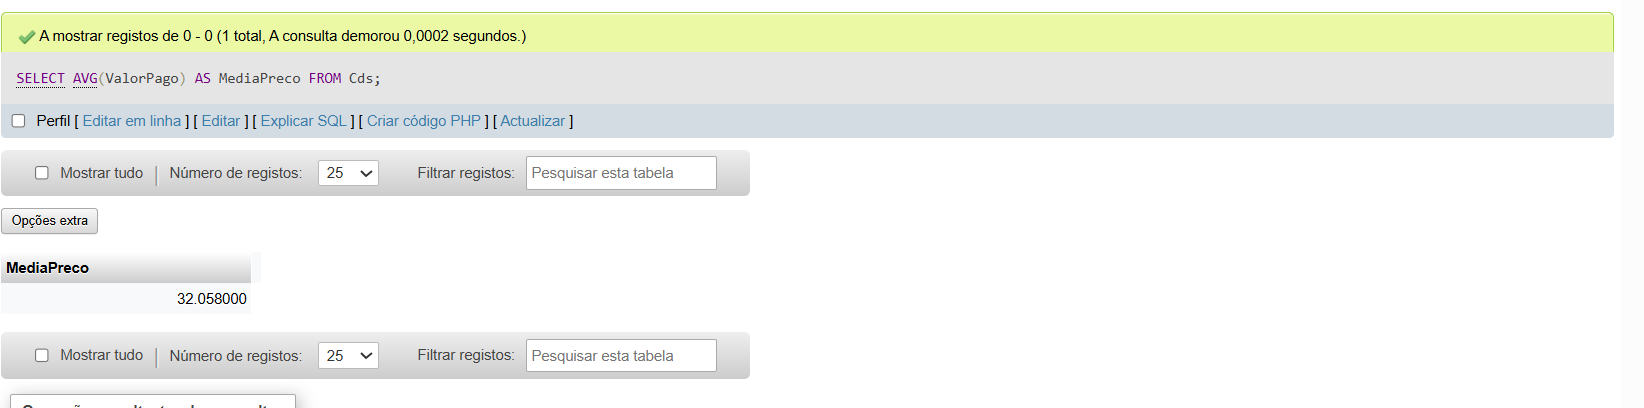 A mostrar registos de 0 - 0 (1 total, A consulta demorou 0,0002 segundos.)
SELECT AVG(ValorPago) AS MediaPreco FROM Cds;
Perfil [ Editar em linha ] [ Editar ] [ Explicar SQL ] [ Criar código PHP ] [ Actualizar ]
Mostrar tudo | Número de registos: 25 Filtrar registos: Pesquisar esta tabela
Opções extra
MediaPreco
32.058000
Mostrar tudo | Número de registos: 25 Filtrar registos: Pesquisar esta tabela